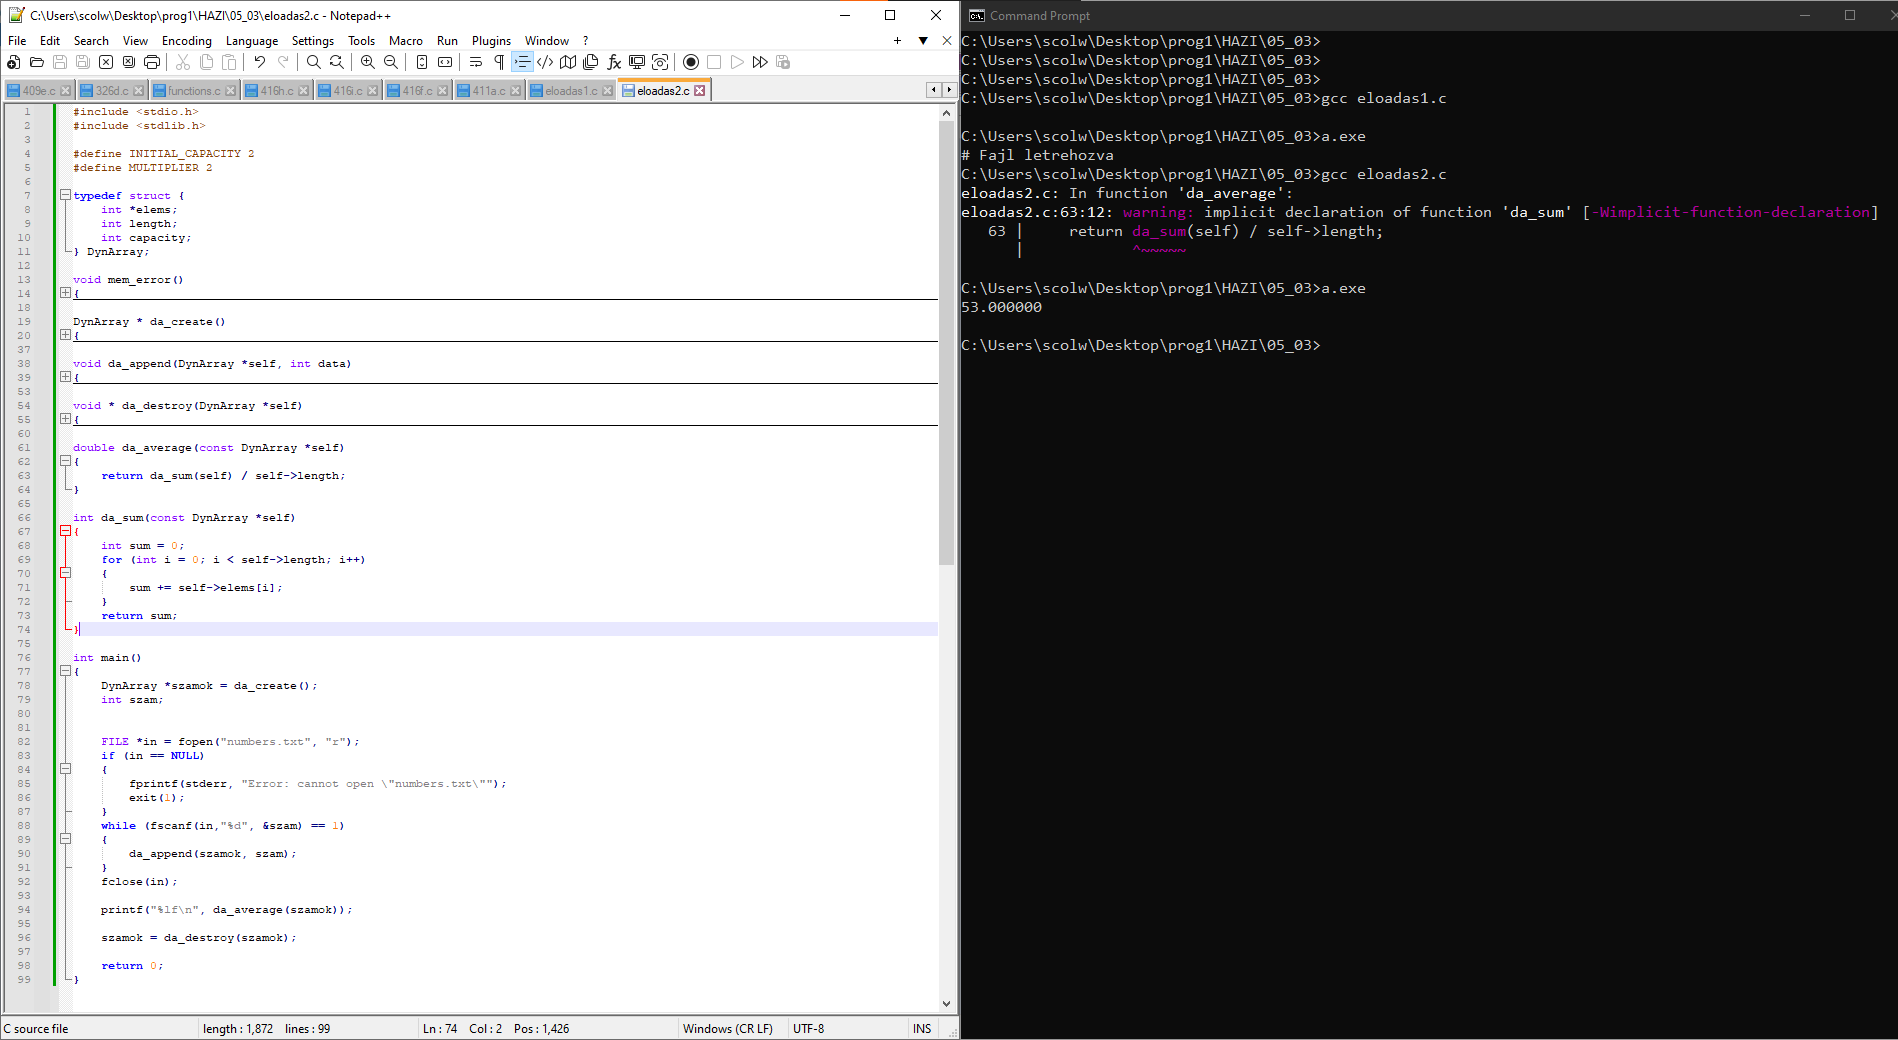 C:\Users\scolw\Desktop\prog1\HAZI\05_03\eloadas2.c - Notepad++
File Edit Search View Encoding Language Settings Tools Macro Run Plugins Window ?
409e.c 326d.c functions.c 416h.c 416i.c 416f.c 411a.c eloadas1.c eloadas2.c
1 #include <stdio.h>
2 #include <stdlib.h>
3
4 #define INITIAL_CAPACITY 2
5 #define MULTIPLIER 2
6
7 typedef struct {
8 int *elems;
9 int length;
10 int capacity;
11 } DynArray;
12
13 void mem_error()
14 {
18
19 DynArray * da_create()
20 {
37
38 void da_append(DynArray *self, int data)
39 {
53
54 void * da_destroy(DynArray *self)
55 {
60
61 double da_average(const DynArray *self)
62 {
63 return da_sum(self) / self->length;
64 }
65
66 int da_sum(const DynArray *self)
67 {
68 int sum = 0;
69 for (int i = 0; i < self->length; i++)
70 {
71 sum += self->elems[i];
72 }
73 return sum;
74 }
75
76 int main()
77 {
78 DynArray *szamok = da_create();
79 int szam;
80
81
82 FILE *in = fopen("numbers.txt", "r");
83 if (in == NULL)
84 {
85 fprintf(stderr, "Error: cannot open \"numbers.txt\"");
86 exit(1);
87 }
88 while (fscanf(in,"%d", &szam) == 1)
89 {
90 da_append(szamok, szam);
91 }
92 fclose(in);
93
94 printf("%lf\n", da_average(szamok));
95
96 szamok = da_destroy(szamok);
97
98 return 0;
99 }
C source file length : 1,872 lines : 99 Ln : 74 Col : 2 Pos : 1,426 Windows (CR LF) UTF-8 INS
Command Prompt
C:\Users\scolw\Desktop\prog1\HAZI\05_03>
C:\Users\scolw\Desktop\prog1\HAZI\05_03>
C:\Users\scolw\Desktop\prog1\HAZI\05_03>
C:\Users\scolw\Desktop\prog1\HAZI\05_03>gcc eloadas1.c
C:\Users\scolw\Desktop\prog1\HAZI\05_03>a.exe
# Fajl letrehozva
C:\Users\scolw\Desktop\prog1\HAZI\05_03>gcc eloadas2.c
eloadas2.c: In function 'da_average':
eloadas2.c:63:12: warning: implicit declaration of function 'da_sum' [-Wimplicit-function-declaration]
63 | return da_sum(self) / self->length;
| ^~~~~~
C:\Users\scolw\Desktop\prog1\HAZI\05_03>a.exe
53.000000
C:\Users\scolw\Desktop\prog1\HAZI\05_03>